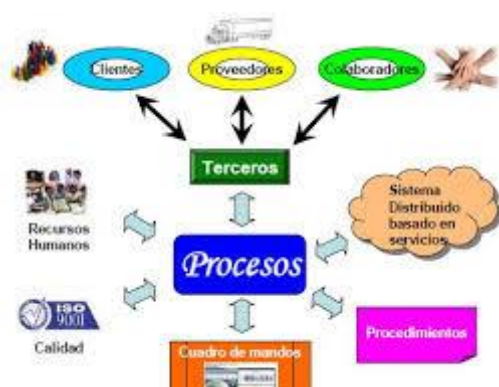 Clientes
Proveedores
Colaboradores
Terceros
Recursos
Humanos
Sistema
Distribuido
basado en
servicios
Procesos
ISO
9001
Calidad
Procedimientos
Cuadro de mandos